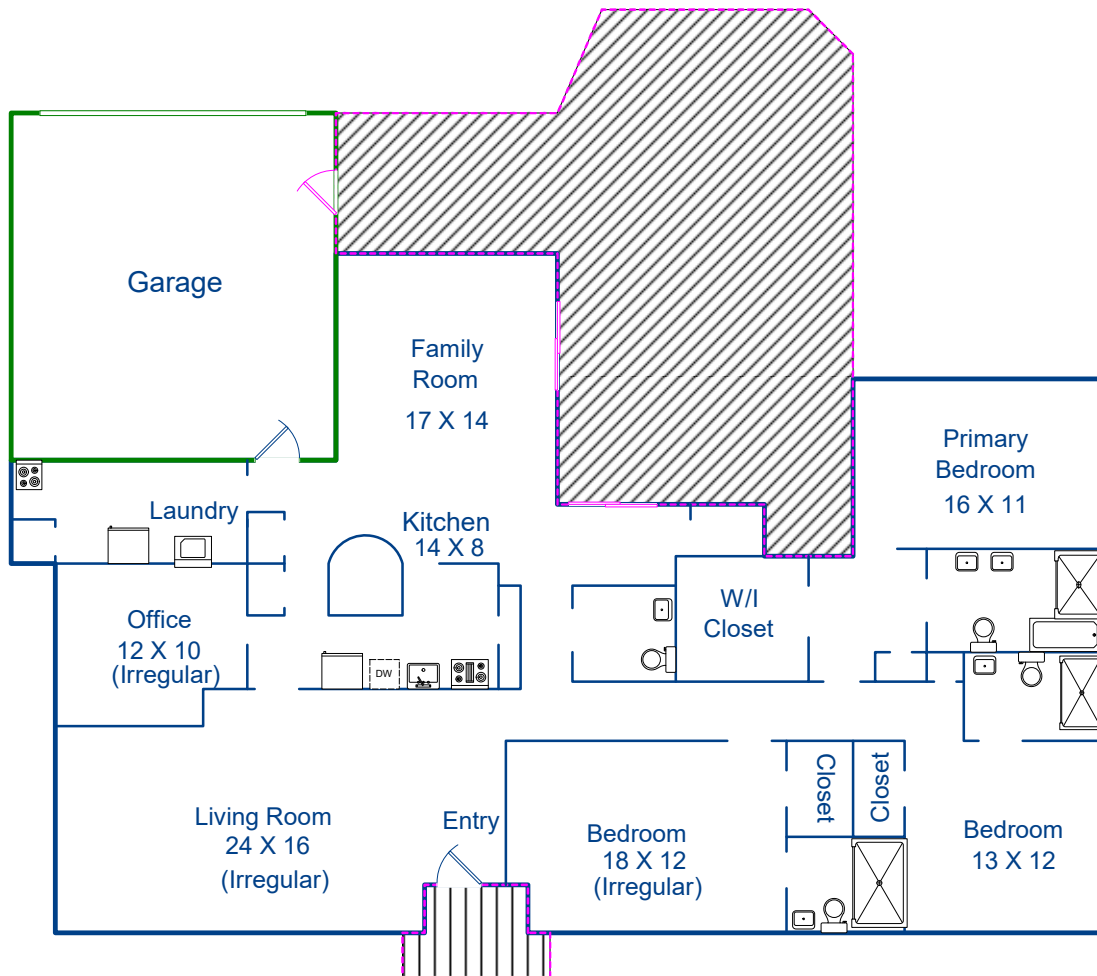 Garage
Family
Room
17 X 14
Primary
Bedroom
16 X 11
Laundry
Kitchen
14 X 8
Office
12 X 10
(Irregular)
W/I
Closet
DW
Living Room
24 X 16
(Irregular)
Entry
Bedroom
18 X 12
(Irregular)
Closet
Closet
Bedroom
13 X 12